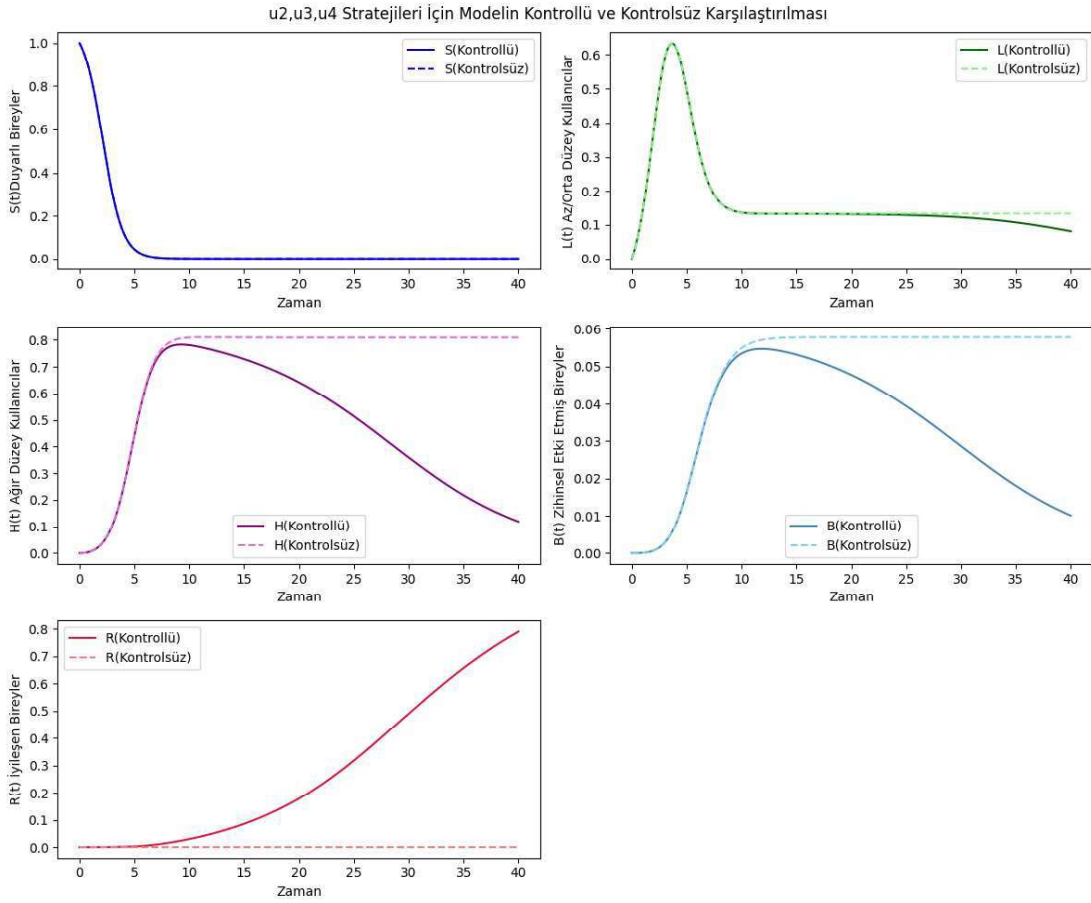 u2,u3,u4 Stratejileri İçin Modelin Kontrollü ve Kontrolsüz Karşılaştırılması
S(t)Duyarlı Bireyler
1.0
0.8
0.6
0.4
0.2
0.0
S(Kontrollü)
S(Kontrolsüz)
0 5 10 15 20 25 30 35 40
Zaman
L(t) Az/Orta Düzey Kullanıcılar
0.6
0.5
0.4
0.3
0.2
0.1
0.0
L(Kontrollü)
L(Kontrolsüz)
0 5 10 15 20 25 30 35 40
Zaman
H(t) Ağır Düzey Kullanıcılar
0.8
0.7
0.6
0.5
0.4
0.3
0.2
0.1
0.0
H(Kontrollü)
H(Kontrolsüz)
0 5 10 15 20 25 30 35 40
Zaman
B(t) Zihinsel Etki Etmiş Bireyler
0.06
0.05
0.04
0.03
0.02
0.01
0.00
B(Kontrollü)
B(Kontrolsüz)
0 5 10 15 20 25 30 35 40
Zaman
R(t) İyileşen Bireyler
0.8
0.7
0.6
0.5
0.4
0.3
0.2
0.1
0.0
R(Kontrollü)
R(Kontrolsüz)
0 5 10 15 20 25 30 35 40
Zaman